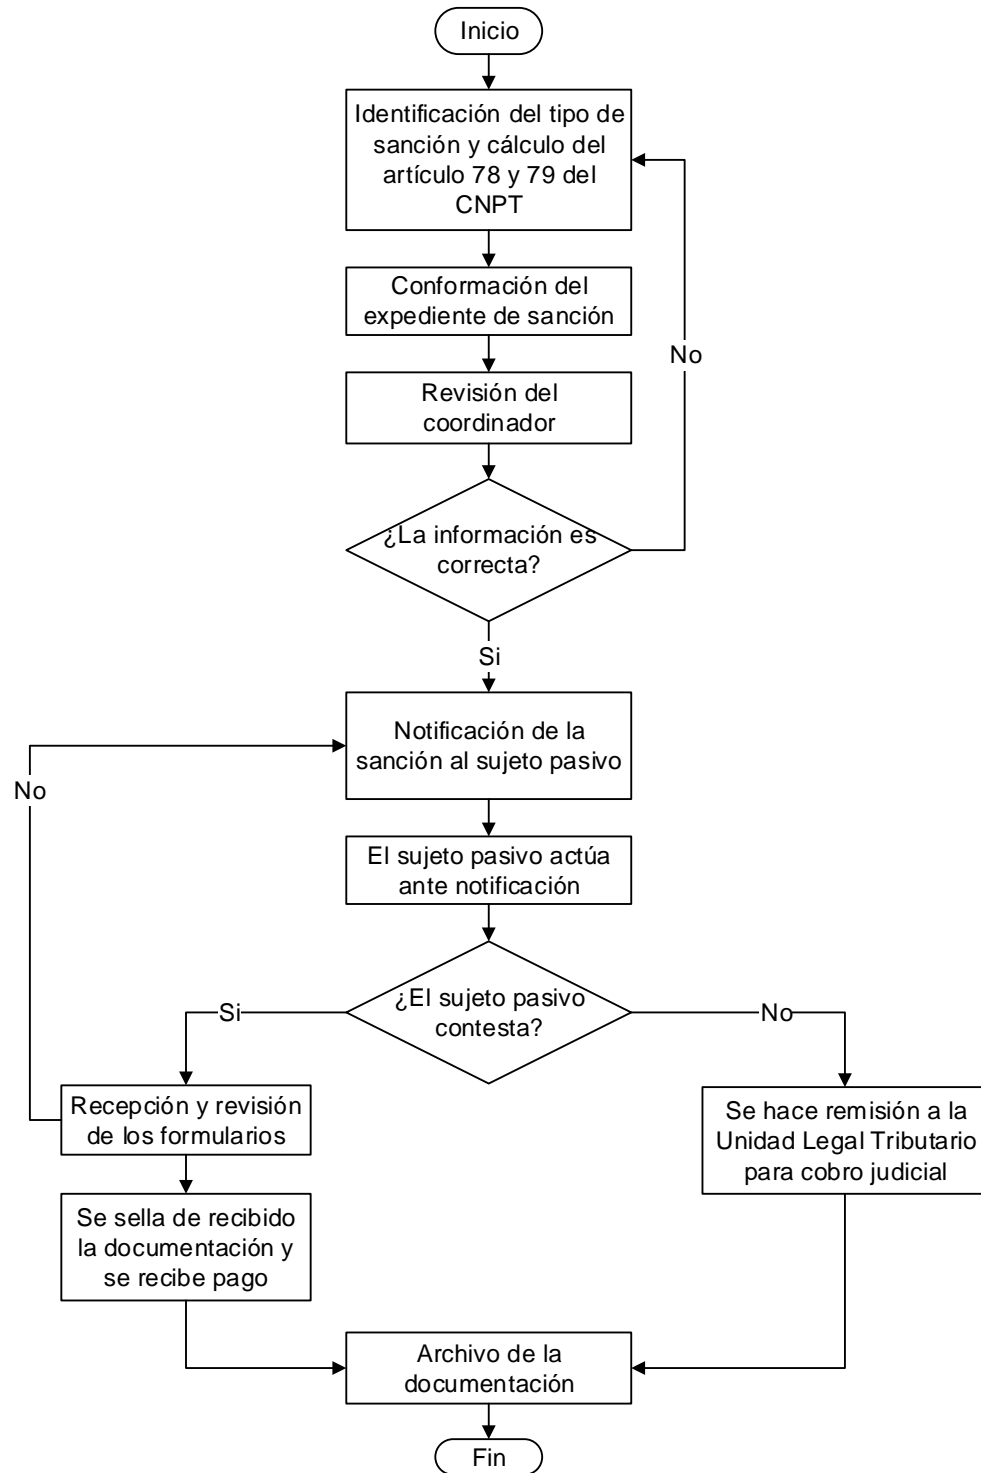 Inicio
Identificación del tipo de
sanción y cálculo del
artículo 78 y 79 del
CNPT
Conformación del
expediente de sanción
No
Revisión del
coordinador
¿La información es
correcta?
Si
Notificación de la
sanción al sujeto pasivo
No
El sujeto pasivo actúa
ante notificación
¿El sujeto pasivo
contesta?
Si
No
Recepción y revisión
de los formularios
Se hace remisión a la
Unidad Legal Tributario
para cobro judicial
Se sella de recibido
la documentación y
se recibe pago
Archivo de la
documentación
Fin